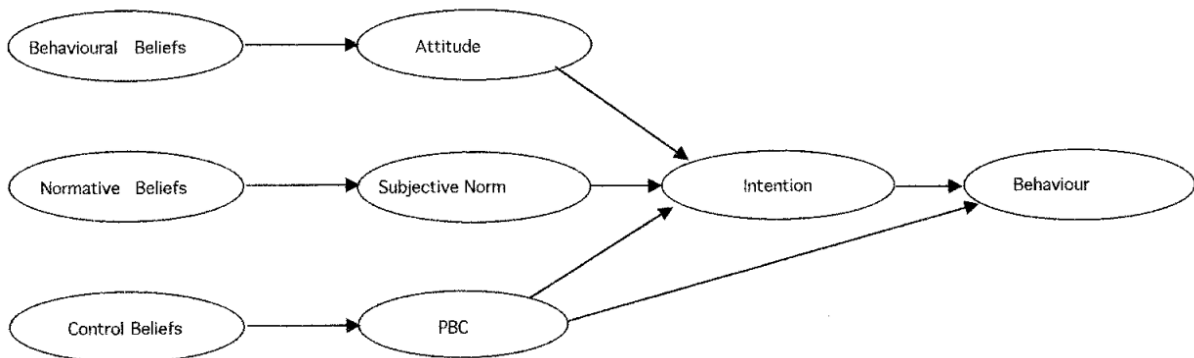 Behavioural Beliefs
Attitude
Normative Beliefs
Subjective Norm
Intention
Behaviour
Control Beliefs
PBC